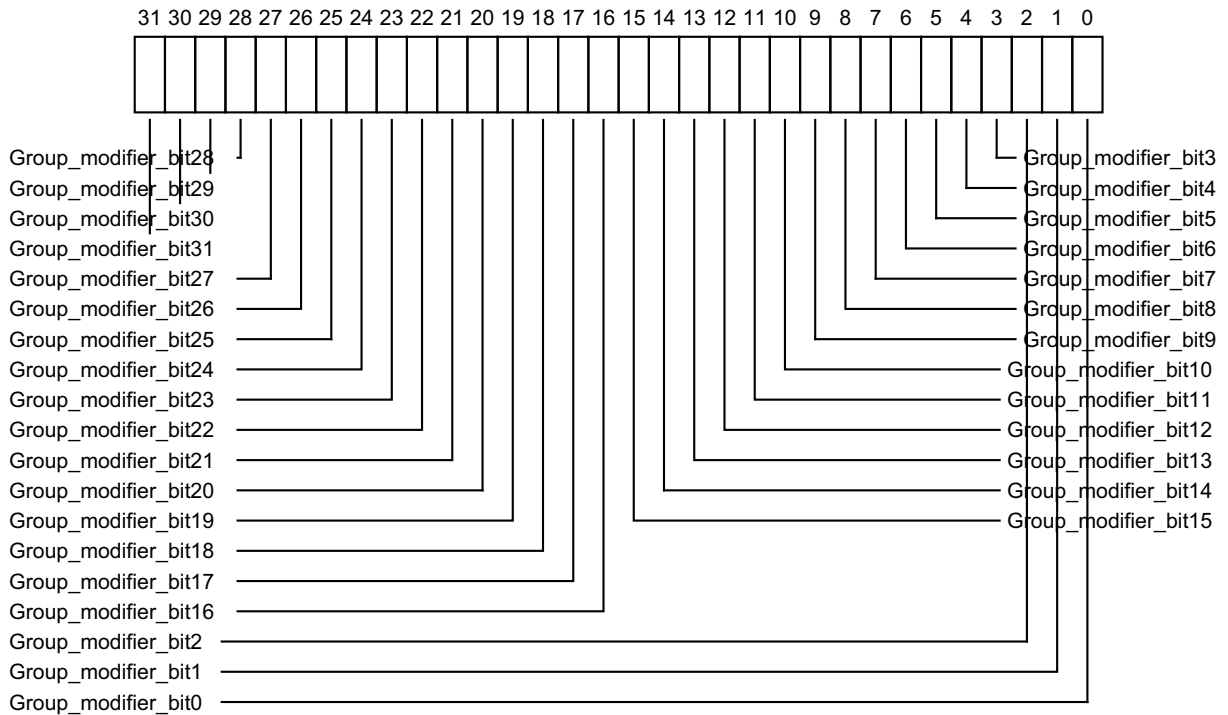 31 30 29 28 27 26 25 24 23 22 21 20 19 18 17 16 15 14 13 12 11 10 9 8 7 6 5 4 3 2 1 0
Group_modifier_bit28 Group_modifier_bit3
Group_modifier_bit29 Group_modifier_bit4
Group_modifier_bit30 Group_modifier_bit5
Group_modifier_bit31 Group_modifier_bit6
Group_modifier_bit27 Group_modifier_bit7
Group_modifier_bit26 Group_modifier_bit8
Group_modifier_bit25 Group_modifier_bit9
Group_modifier_bit24 Group_modifier_bit10
Group_modifier_bit23 Group_modifier_bit11
Group_modifier_bit22 Group_modifier_bit12
Group_modifier_bit21 Group_modifier_bit13
Group_modifier_bit20 Group_modifier_bit14
Group_modifier_bit19 Group_modifier_bit15
Group_modifier_bit18
Group_modifier_bit17
Group_modifier_bit16
Group_modifier_bit2
Group_modifier_bit1
Group_modifier_bit0